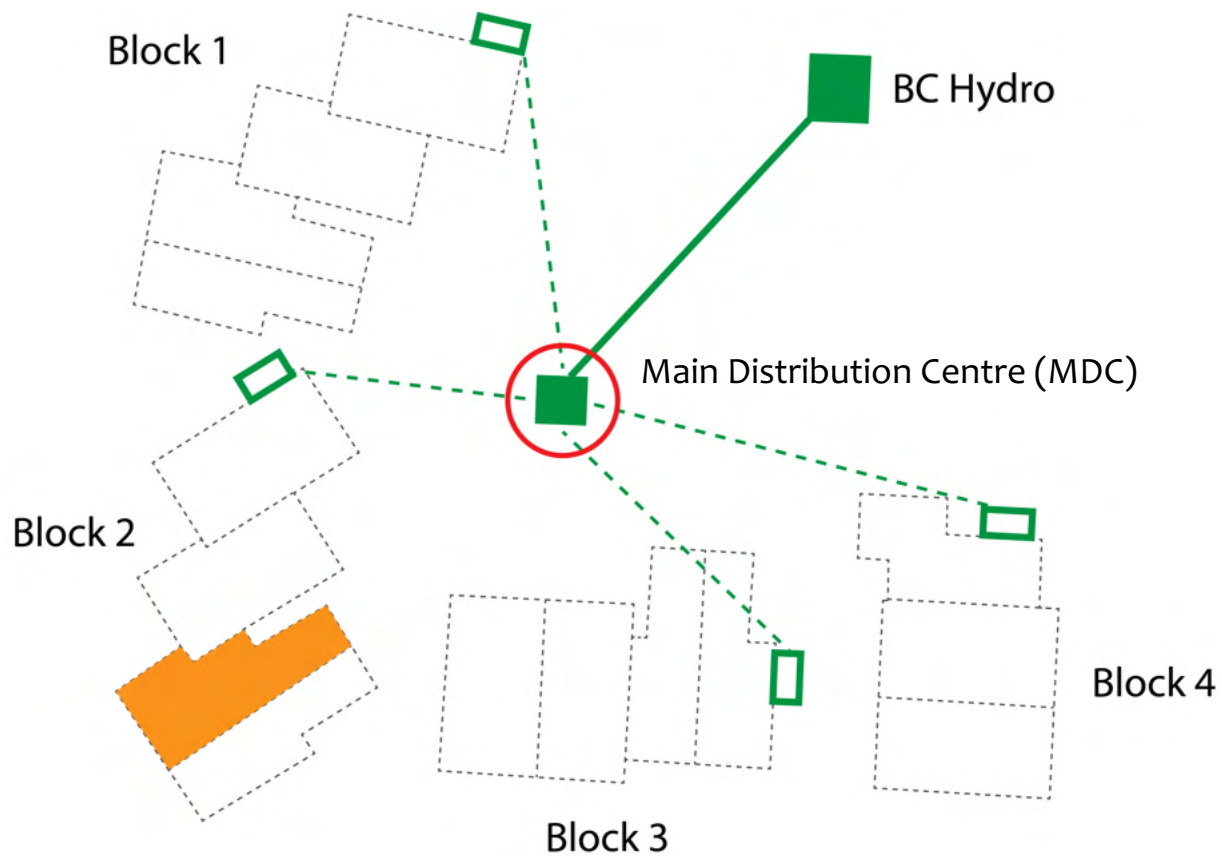 Block 1
BC Hydro
Main Distribution Centre (MDC)
Block 2
Block 4
Block 3